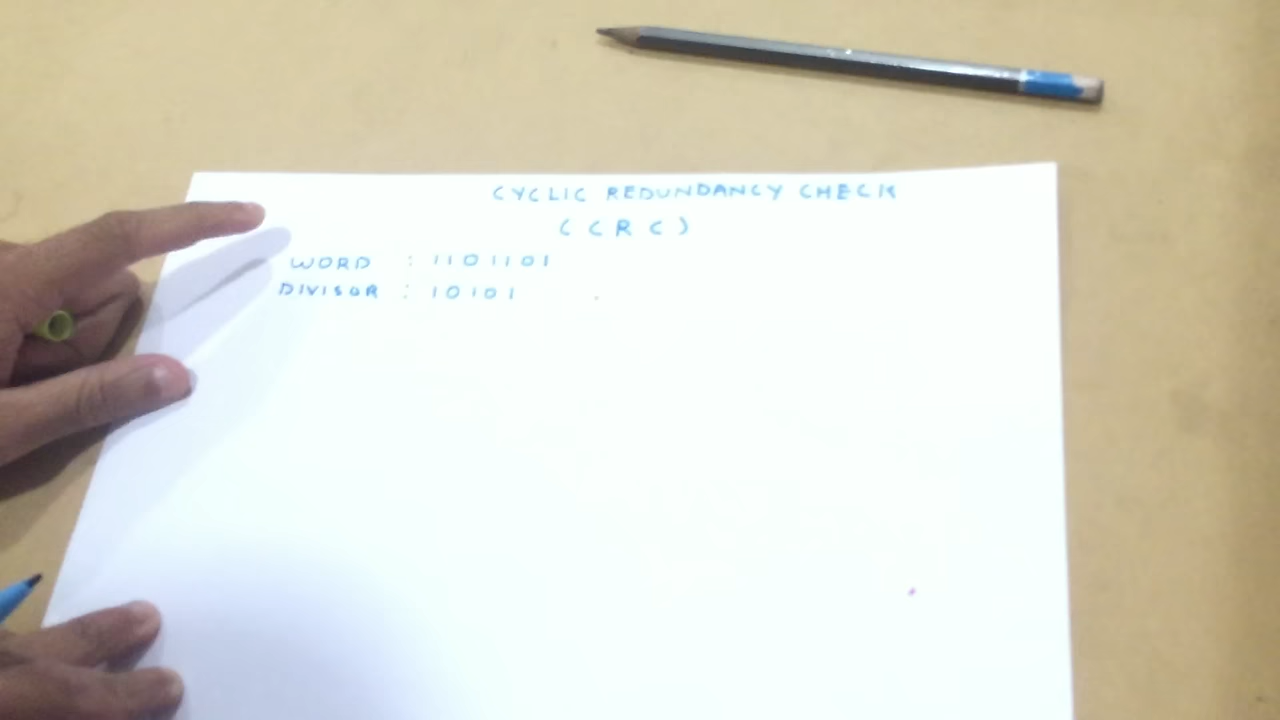 CYCLIC REDUNDANCY CHECK
(CRC)
WORD : 1101101
DIVISOR : 10101